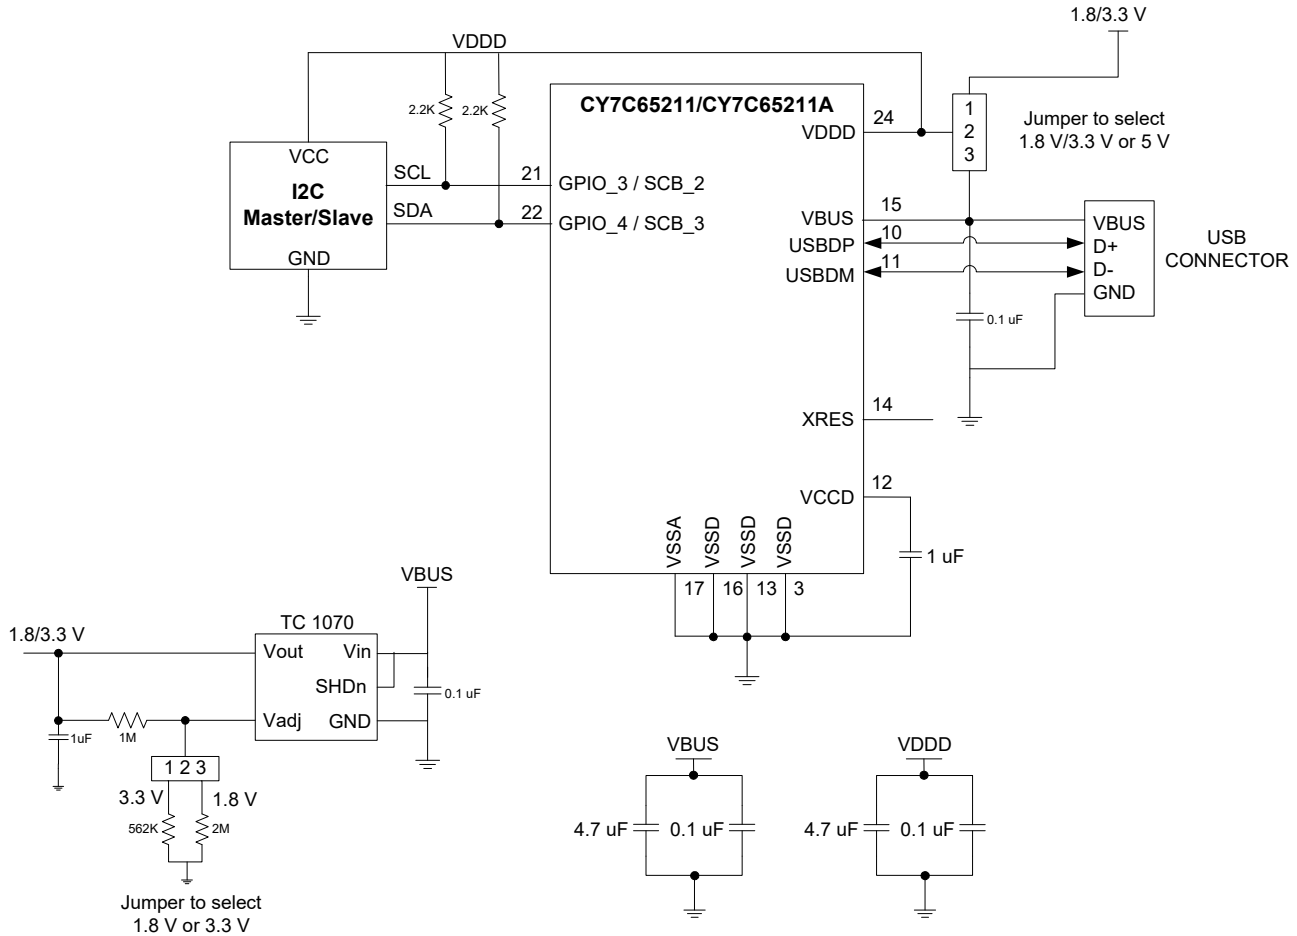 1.8/3.3 V
VDDD
2.2K
2.2K
CY7C65211/CY7C65211A
VDDD
24
1
2
3
Jumper to select
1.8 V/3.3 V or 5 V
VCC
I2C
Master/Slave
GND
SCL
SDA
21
22
GPIO_3 / SCB_2
GPIO_4 / SCB_3
VBUS
15
USBDP
10
USBDM
11
VBUS
D+
D-
GND
USB
CONNECTOR
0.1 uF
XRES
14
VCCD
12
1 uF
VSSA
VSSD
VSSD
VSSD
17
16
13
3
VBUS
TC 1070
1.8/3.3 V
Vout
Vin
SHDn
Vadj
GND
0.1 uF
1uF
1M
1 2 3
3.3 V
1.8 V
562K
2M
Jumper to select
1.8 V or 3.3 V
VBUS
4.7 uF
0.1 uF
VDDD
4.7 uF
0.1 uF